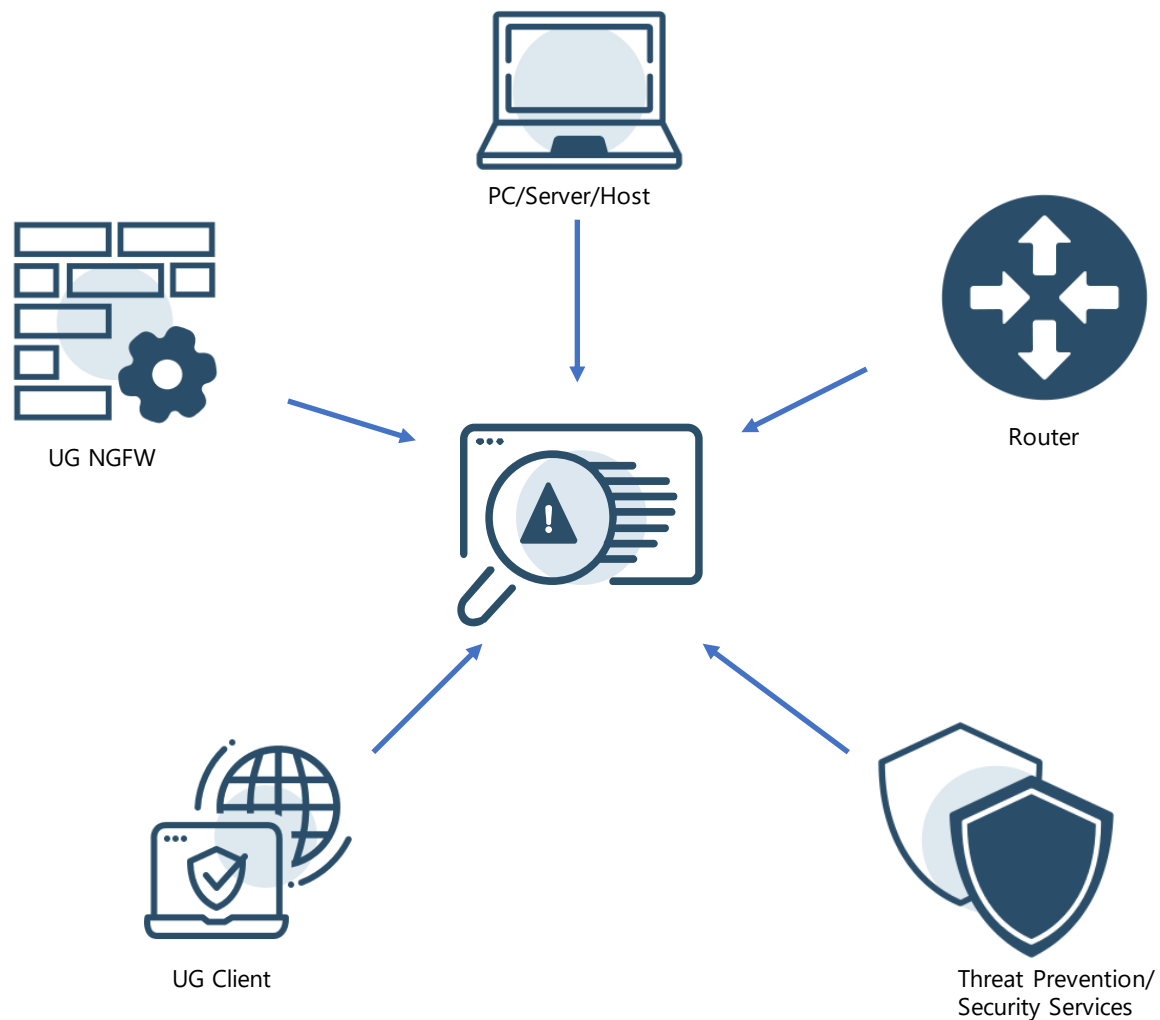 PC/Server/Host
UG NGFW
Router
UG Client
Threat Prevention/
Security Services